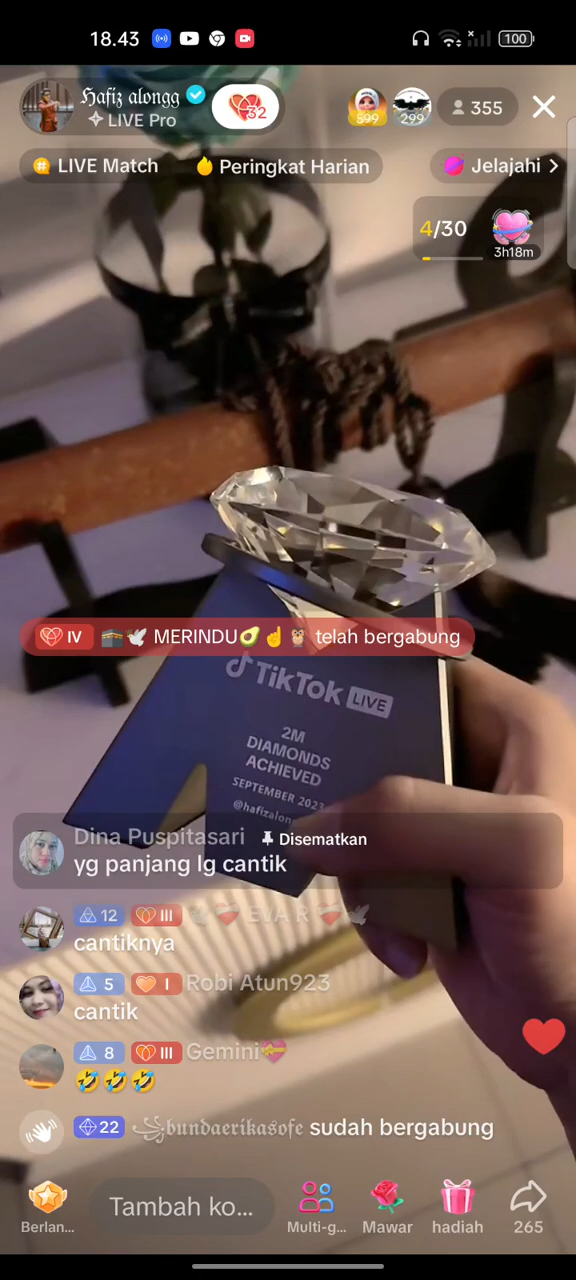 18.43
100
Hafiz alongg
LIVE Pro
32
599
299
355
LIVE Match
Peringkat Harian
Jelajahi
4/30
3h18m
IV 🕋🕊️ MERINDU🥑☝️🦉 telah bergabung
TikTok LIVE
2M
DIAMONDS
ACHIEVED
SEPTEMBER 2023
@hafizalon
Dina Puspitasari Disematkan
yg panjang lg cantik
12 III 🕊️❤️‍🩹 EVA R ❤️‍🩹🕊️
cantiknya
5 I Robi Atun923
cantik
8 III Gemini💝
🤣🤣🤣
22 ꧁bundaerikasofe sudah bergabung
Tambah ko...
Berlan...
Multi-g...
Mawar
hadiah
265